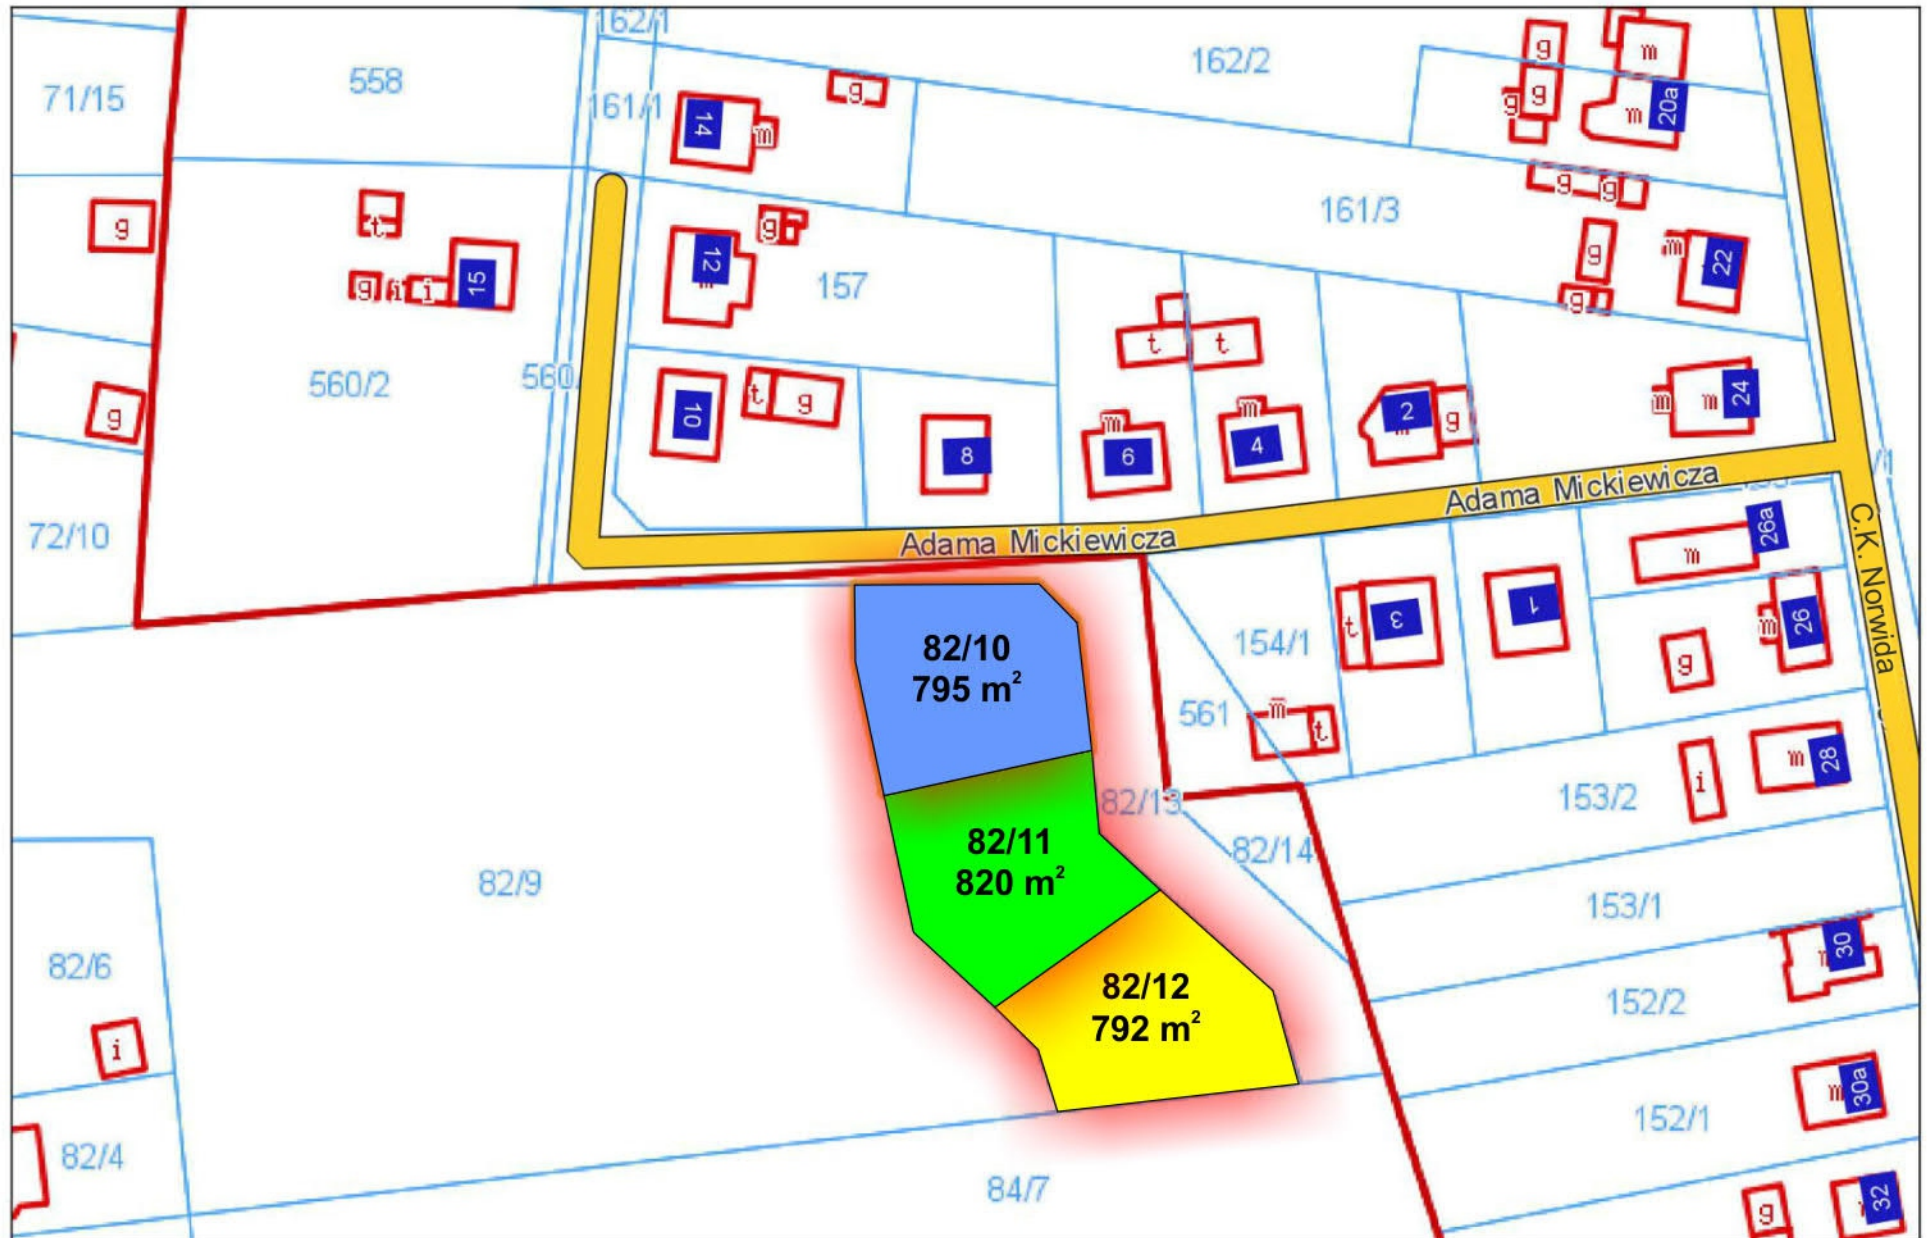 162/1
162/2
g
m
71/15
558
g
g
g
161/1
14
m
m
20a
g
g
161/3
g
t
g
12
157
m
22
g
g
i
i
15
g
t
t
560/2
560
10
t
g
m
m
2
g
m
m
24
g
8
6
4
Adama Mickiewicza
72/10
Adama Mickiewicza
C.K. Norwida
26a
m
82/10
795 m²
154/1
t
3
1
m
26
g
561
m
t
82/13
153/2
i
m
28
82/11
820 m²
82/14
82/9
153/1
82/6
30
82/12
792 m²
152/2
i
m
30a
152/1
82/4
84/7
g
32